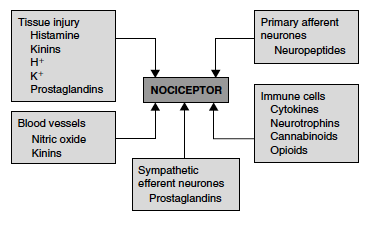 Tissue injury
Histamine
Kinins
H⁺
K⁺
Prostaglandins
Primary afferent
neurones
Neuropeptides
NOCICEPTOR
Blood vessels
Nitric oxide
Kinins
Immune cells
Cytokines
Neurotrophins
Cannabinoids
Opioids
Sympathetic
efferent neurones
Prostaglandins